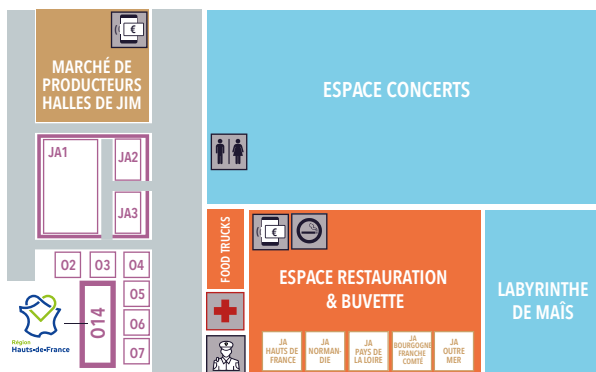 €
MARCHÉ DE
PRODUCTEURS
HALLES DE JIM
ESPACE CONCERTS
JA1
JA2
JA3
FOOD TRUCKS
€
ESPACE RESTAURATION
& BUVETTE
LABYRINTHE
DE MAÏS
02
03
04
05
06
07
014
Région
Hauts-de-France
JA
HAUTS DE
FRANCE
JA
NORMAN-
DIE
JA
PAYS DE
LA LOIRE
JA
BOURGOGNE
FRANCHE
COMTÉ
JA
OUTRE
MER